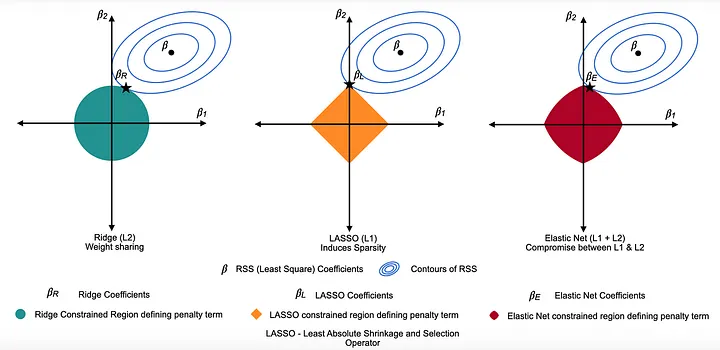 β2
β
βR
β1
Ridge (L2)
Weight sharing
β2
β
βL
β1
LASSO (L1)
Induces Sparsity
β2
β
βE
β1
Elastic Net (L1 + L2)
Compromise between L1 & L2
β RSS (Least Square) Coefficients
Contours of RSS
βR Ridge Coefficients
βL LASSO Coefficients
βE Elastic Net Coefficients
Ridge Constrained Region defining penalty term
LASSO constrained region defining penalty term
Elastic Net constrained region defining penalty term
LASSO - Least Absolute Shrinkage and Selection
Operator